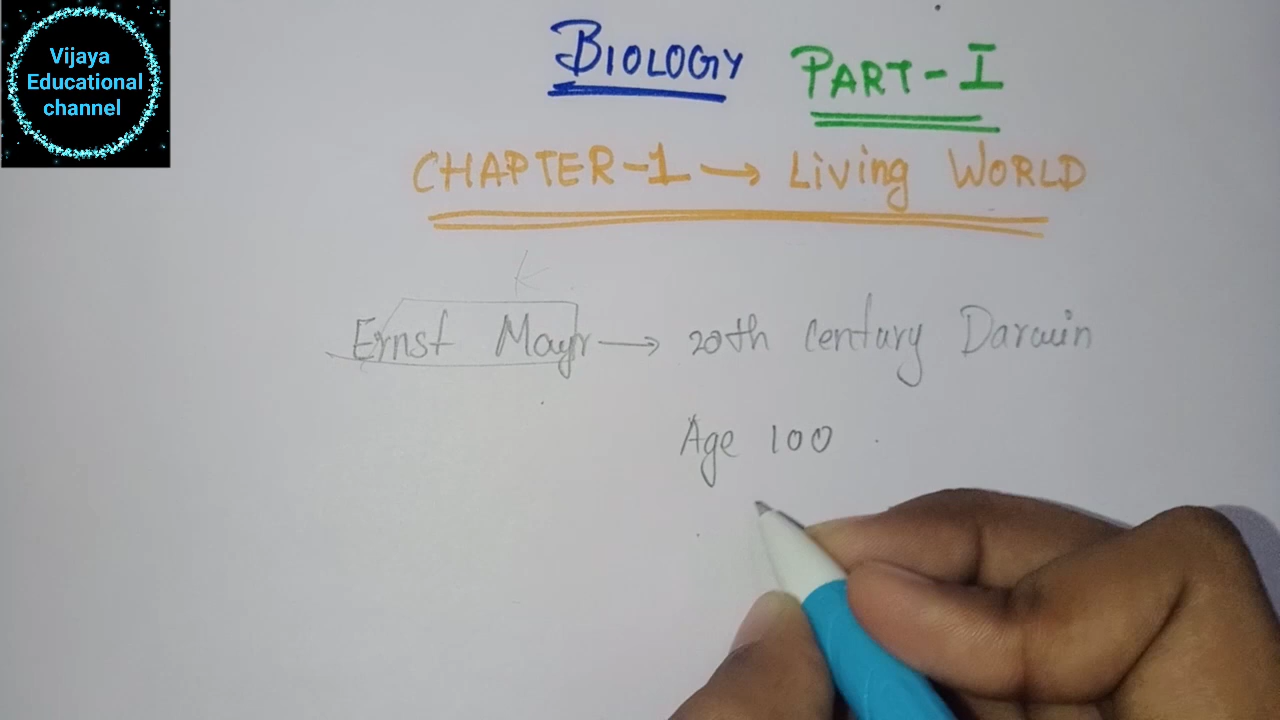 Vijaya
Educational
channel
BIOLOGY PART-I
CHAPTER-1 → Living WORLD
K
Ernst Mayr → 20th century Darwin
Age 100